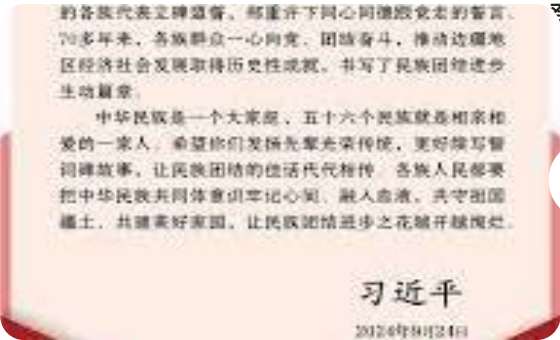 的各族代表立碑盟誓，郑重许下同心同德跟党走的誓言。
70多年来，各族群众一心向党、团结奋斗，推动边疆地
区经济社会发展取得历史性成就，书写了民族团结进步
生动篇章。
中华民族是一个大家庭，五十六个民族就是相亲相
爱的一家人。希望你们发扬先辈光荣传统，更好续写誓
词碑故事，让民族团结的佳话代代相传。各族人民都要
把中华民族共同体意识牢记心间、融入血液，共守祖国
疆土、共建美好家园，让民族团结进步之花越开越绚烂。
习近平
2024年9月24日